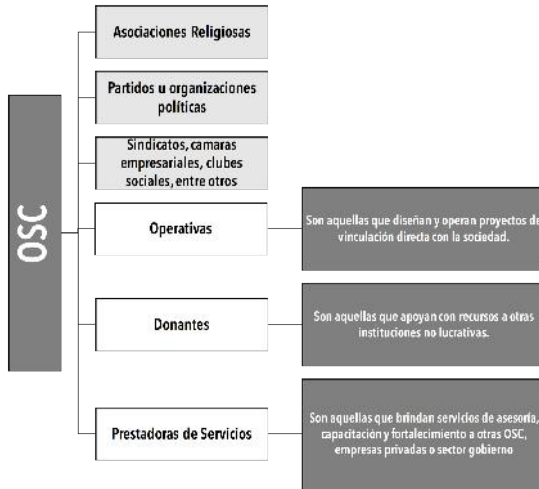 OSC
Asociaciones Religiosas
Partidos u organizaciones
políticas
Sindicatos, camaras
empresariales, clubes
sociales, entre otros
Operativas
Son aquellas que diseñan y operan proyectos de
vinculación directa con la sociedad.
Donantes
Son aquellas que apoyan con recursos a otras
instituciones no lucrativas.
Prestadoras de Servicios
Son aquellas que brindan servicios de asesoría,
capacitación y fortalecimiento a otras OSC,
empresas privadas o sector gobierno